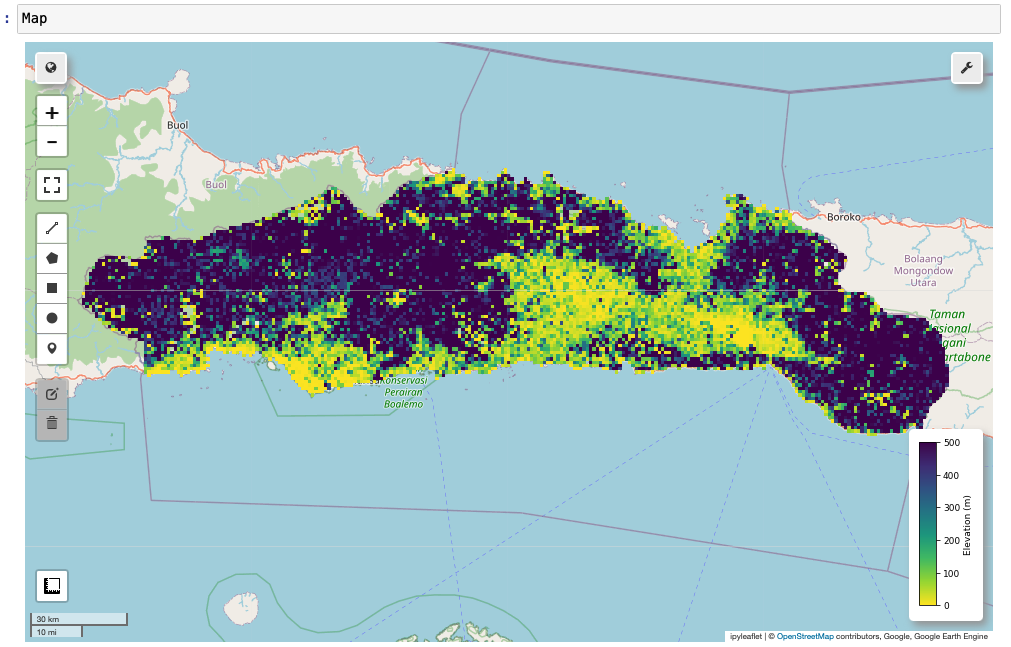 :
Map
+
−
Buol
Buol
Boroko
Bolaang
Mongondow
Utara
Taman
gani
artabone
Konservasi
Perairan
Boalemo
500
400
300
200
100
0
Elevation (m)
30 km
10 mi
ipyleaflet | © OpenStreetMap contributors, Google, Google Earth Engine